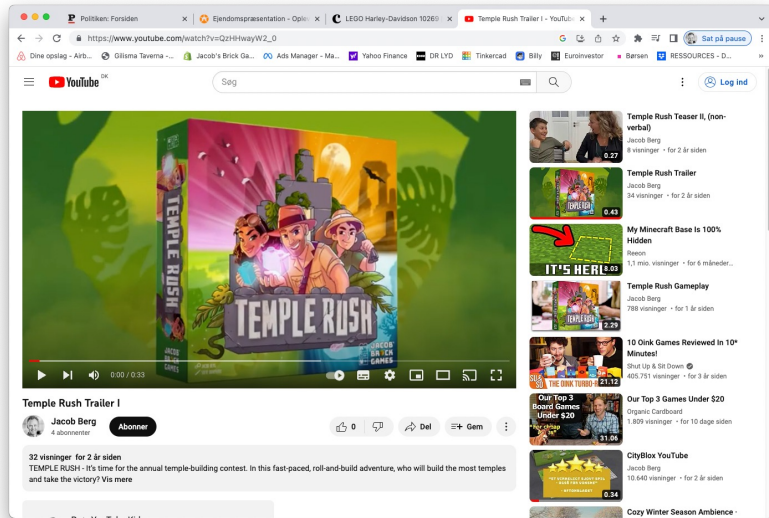 Politiken: Forsiden
Ejendomspræsentation - Oplev
LEGO Harley-Davidson 10269
Temple Rush Trailer I - YouTube
https://www.youtube.com/watch?v=QzHHwayW2_0
Sat på pause
Dine opslag - Airb...
Gilisma Taverna -...
Jacob's Brick Ga...
Ads Manager - Ma...
Yahoo Finance
DR LYD
Tinkercad
Billy
Euroinvestor
Børsen
RESSOURCES - D...
YouTube DK
Søg
Log ind
TEMPLE RUSH
TEMPLE RUSH
JACOB'S
BRICK
GAMES
0:00 / 0:33
Temple Rush Trailer I
Jacob Berg
4 abonnenter
Abonner
0
Del
Gem
32 visninger for 2 år siden
TEMPLE RUSH - It's time for the annual temple-building contest. In this fast-paced, roll-and-build adventure, who will build the most temples
and take the victory? Vis mere
Temple Rush Teaser II, (non-
verbal)
Jacob Berg
8 visninger • for 2 år siden
0.27
Temple Rush Trailer
Jacob Berg
34 visninger • for 2 år siden
TEMPLE RUSH
0.43
My Minecraft Base Is 100%
Hidden
Reeon
1,1 mio. visninger • for 6 måneder...
IT'S HERE
8.03
Temple Rush Gameplay
Jacob Berg
788 visninger • for 1 år siden
TEMPLE RUSH
2.29
10 Oink Games Reviewed In 10*
Minutes!
Shut Up & Sit Down
405.751 visninger • for 3 år siden
SU&SD
THE OINK TURBO-R
21.12
Our Top 3 Games Under $20
Organic Cardboard
1.809 visninger • for 10 dage siden
Our Top 3
Board Games
Under $20
31.06
CityBlox YouTube
Jacob Berg
10.640 visninger • for 2 år siden
0.34
Cozy Winter Season Ambience -